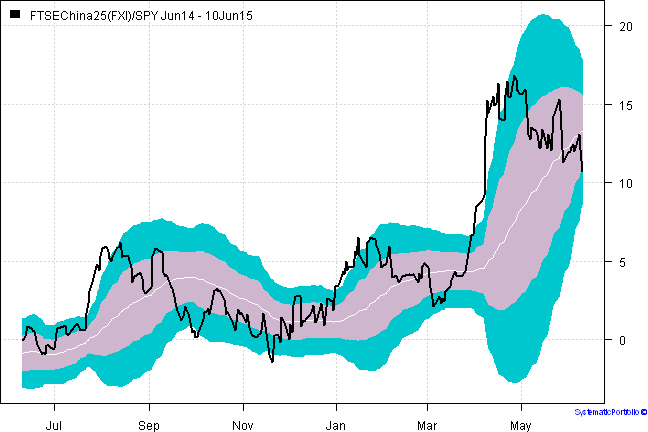 FTSEChina25(FXI)/SPY Jun14 - 10Jun15
20
15
10
5
0
Jul Sep Nov Jan Mar May
SystematicPortfolio ©